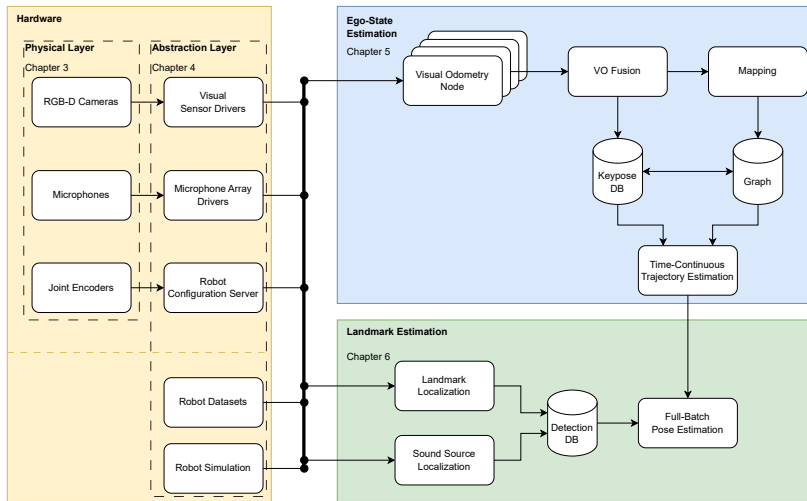 Hardware
Physical Layer
Chapter 3
RGB-D Cameras
Microphones
Joint Encoders
Abstraction Layer
Chapter 4
Visual
Sensor Drivers
Microphone Array
Drivers
Robot
Configuration Server
Robot Datasets
Robot Simulation
Ego-State
Estimation
Chapter 5
Visual Odometry
Node
VO Fusion
Mapping
Keypose
DB
Graph
Time-Continuous
Trajectory Estimation
Landmark Estimation
Chapter 6
Landmark
Localization
Sound Source
Localization
Detection
DB
Full-Batch
Pose Estimation